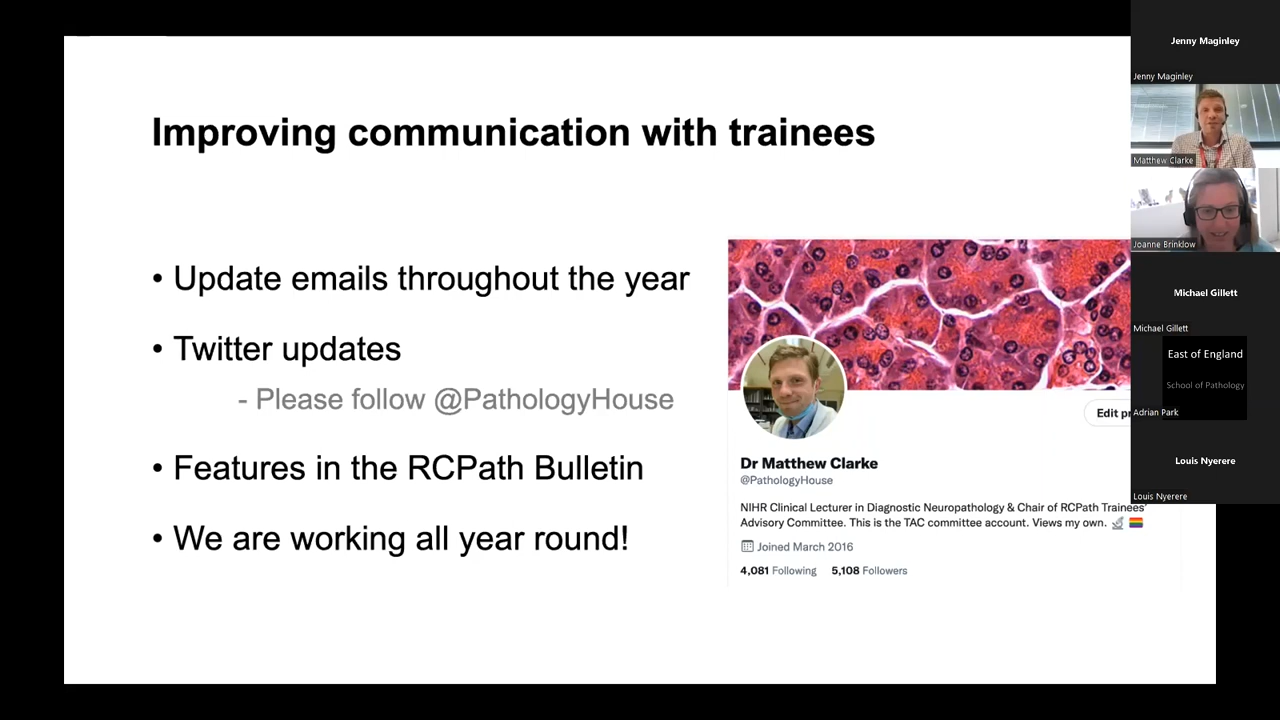 Improving communication with trainees
• Update emails throughout the year
• Twitter updates
- Please follow @PathologyHouse
• Features in the RCPath Bulletin
• We are working all year round!
Edit
Dr Matthew Clarke
@PathologyHouse
NIHR Clinical Lecturer in Diagnostic Neuropathology & Chair of RCPath Trainees'
Advisory Committee. This is the TAC committee account. Views my own.
Joined March 2016
4,081 Following 5,108 Followers
Jenny Maginley
Jenny Maginley
Matthew Clarke
Joanne Brinklow
Michael Gillett
Michael Gillett
East of England
School of Pathology
Adrian Park
Louis Nyerere
Louis Nyerere